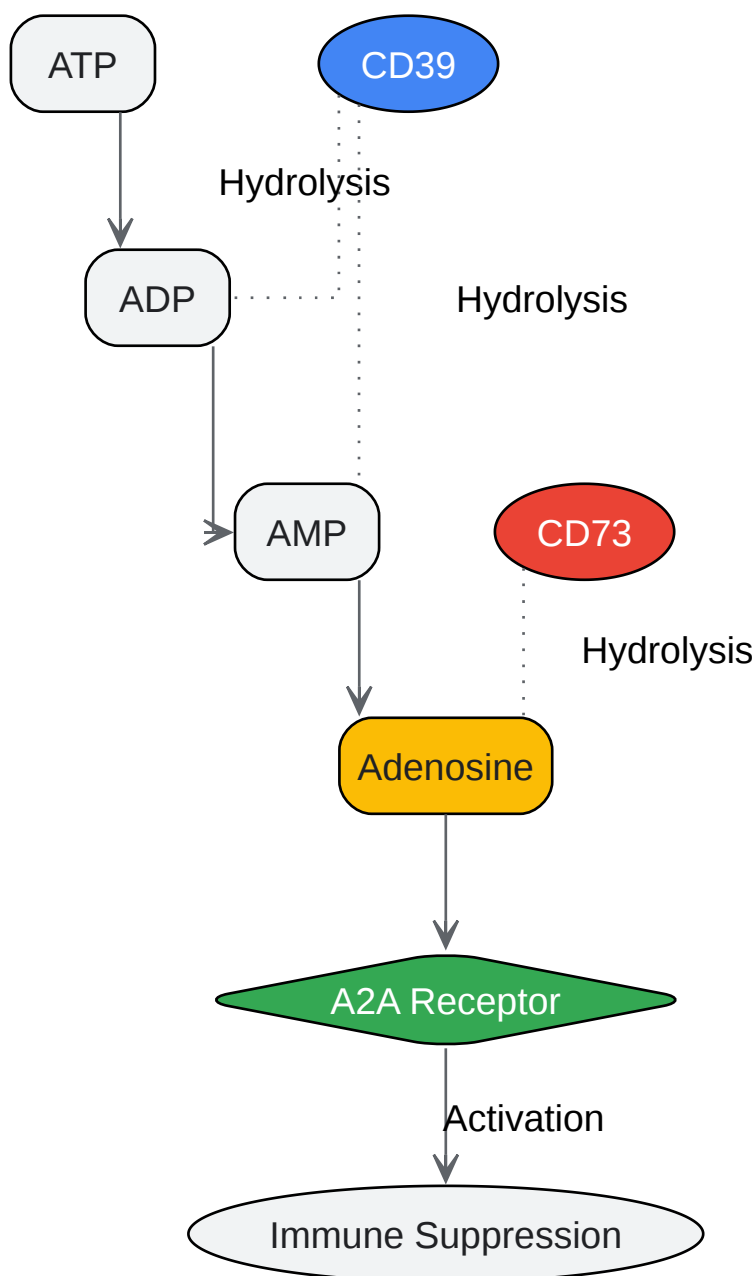 ATP
CD39
Hydrolysis
ADP
Hydrolysis
AMP
CD73
Hydrolysis
Adenosine
A2A Receptor
Activation
Immune Suppression